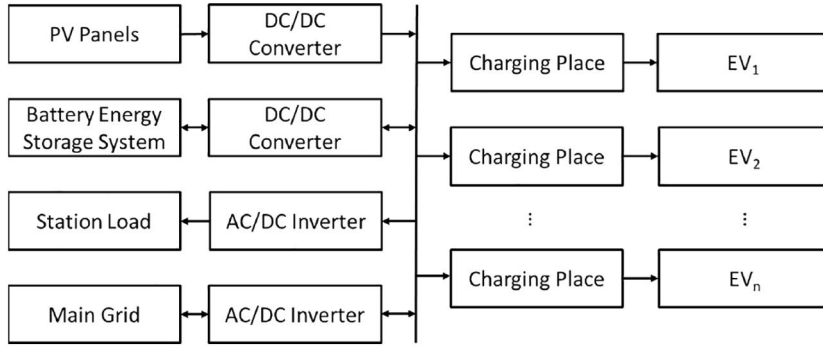 PV Panels
DC/DC
Converter
Charging Place
EV₁
Battery Energy
Storage System
DC/DC
Converter
Charging Place
EV₂
Station Load
AC/DC Inverter
⋮
⋮
Charging Place
EVₙ
Main Grid
AC/DC Inverter